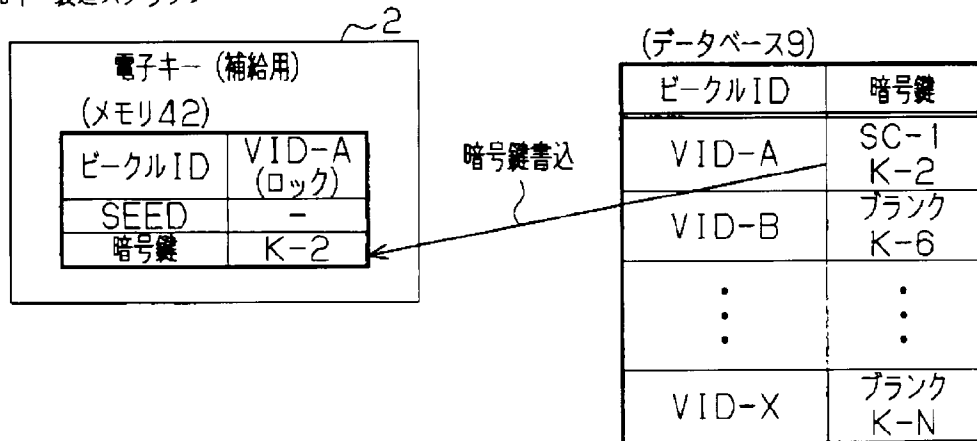 2
電子キー(補給用)
(メモリ42)
ビークルID VID-A
(ロック)
SEED -
暗号鍵 K-2
暗号鍵書込
(データベース9)
ビークルID 暗号鍵
VID-A SC-1
K-2
VID-B ブランク
K-6
VID-X ブランク
K-N